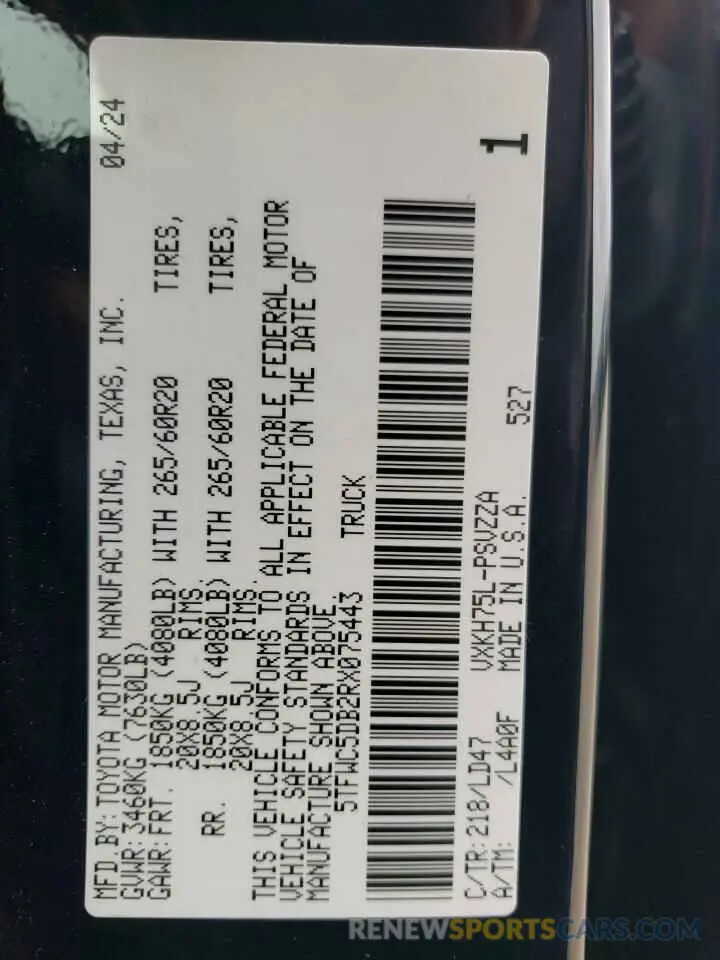 MFD BY: TOYOTA MOTOR MANUFACTURING, TEXAS, INC. 04/24
GVWR: 3460KG (7630LB)
GAWR: FRT. 1850KG (4080LB) WITH 265/60R20 TIRES,
20X8.5J RIMS.
RR. 1850KG (4080LB) WITH 265/60R20 TIRES,
20X8.5J RIMS.
THIS VEHICLE CONFORMS TO ALL APPLICABLE FEDERAL MOTOR
VEHICLE SAFETY STANDARDS IN EFFECT ON THE DATE OF
MANUFACTURE SHOWN ABOVE.
5TFWC5DB2RX075443 TRUCK
C/TR: 218/LD47 VXKH75L-PSVZZA
A/TM: /L4A0F MADE IN U.S.A. 527
1
RENEWSPORTSCARS.COM